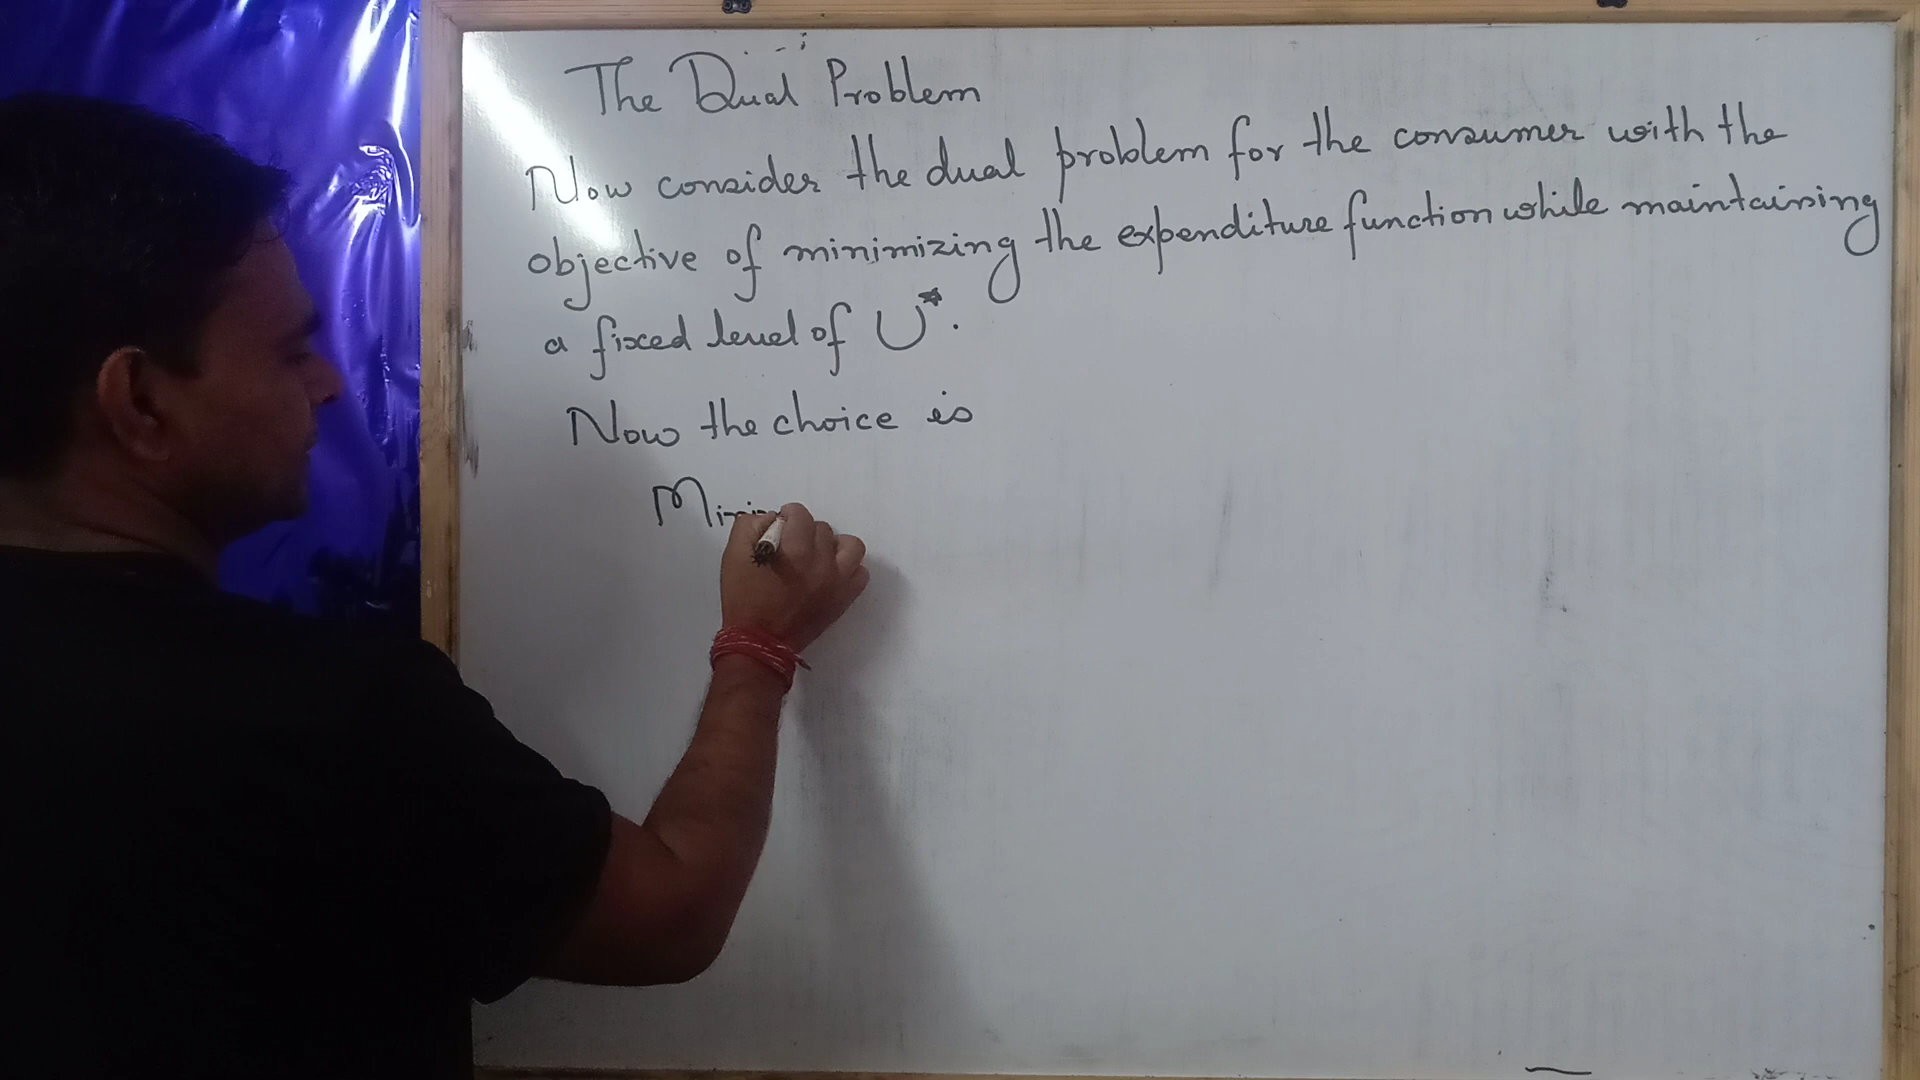 The Dual Problem
Now consider the dual problem for the consumer with the
objective of minimizing the expenditure function while maintaining
a fixed level of U*.
Now the choice is
Minim